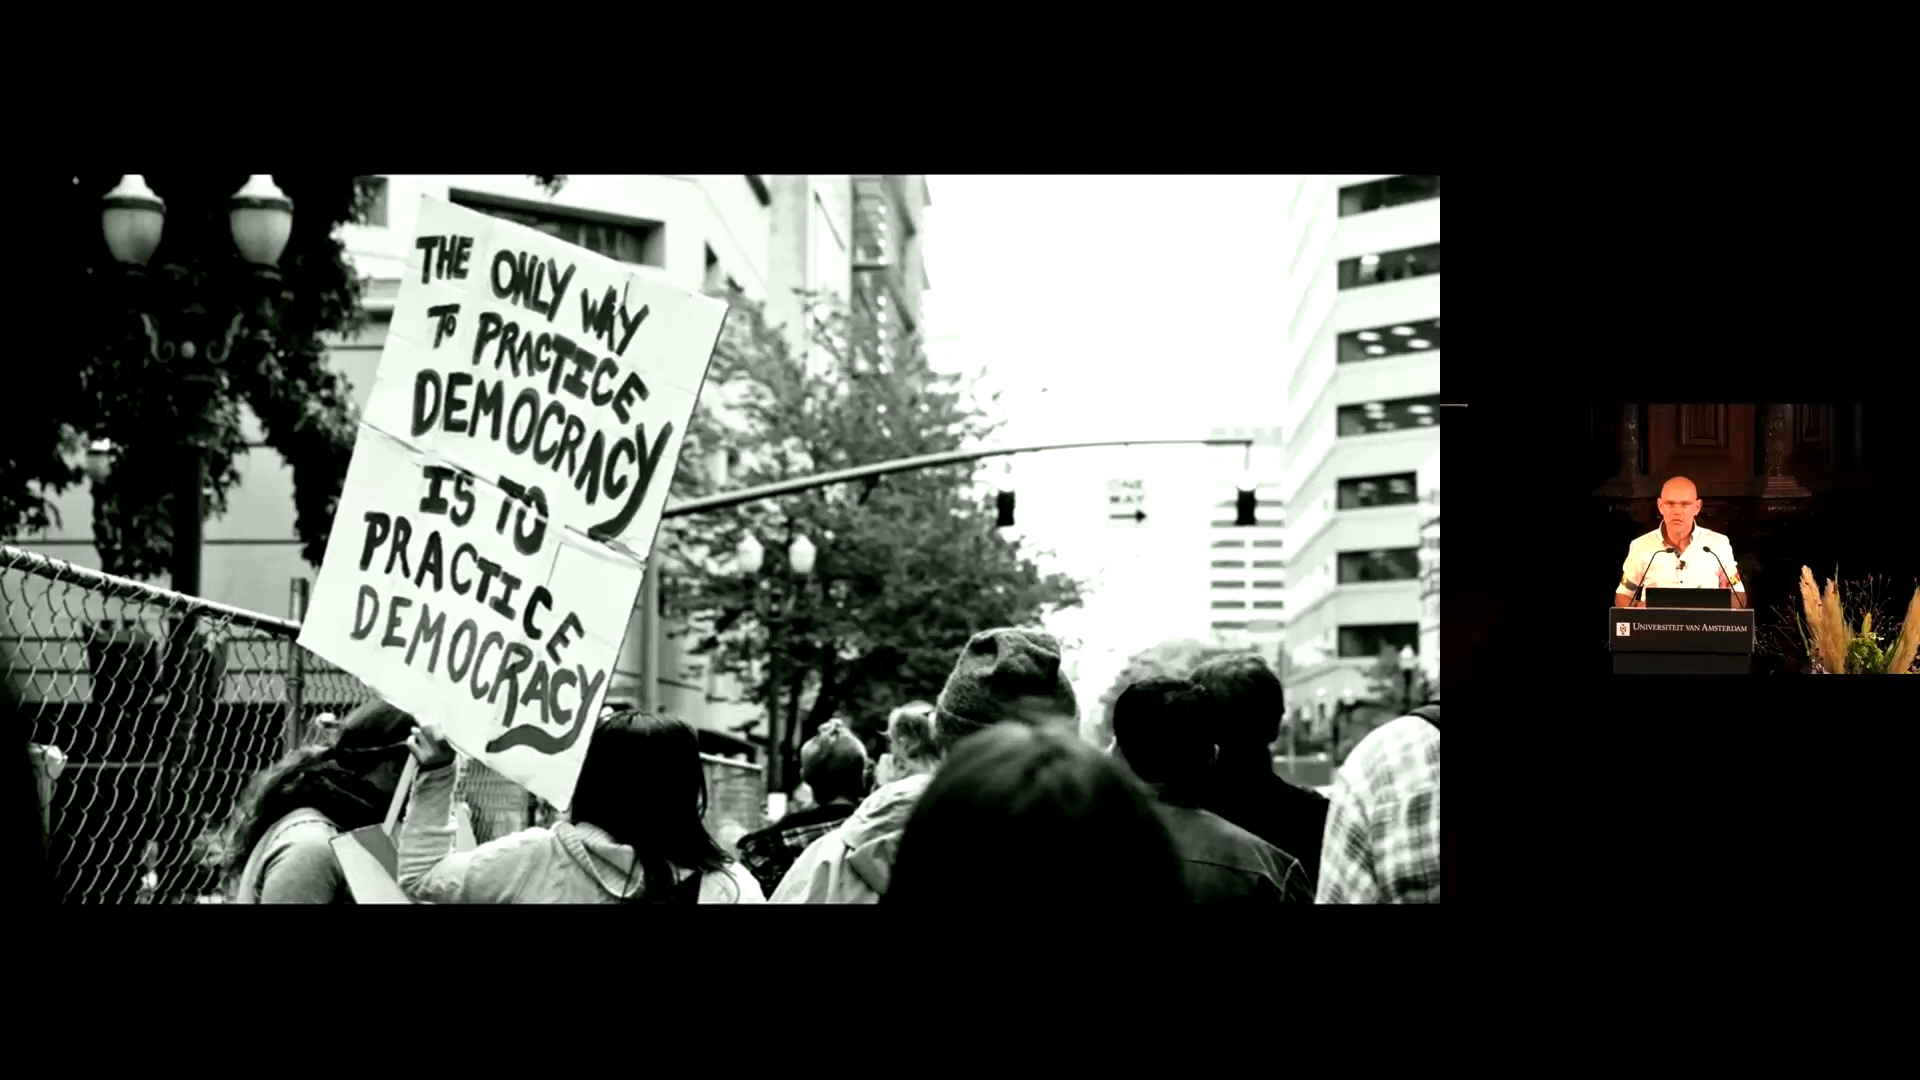 THE ONLY WAY
TO PRACTICE
DEMOCRACY
IS TO
PRACTICE
DEMOCRACY
ONE
WAY
UNIVERSITEIT VAN AMSTERDAM